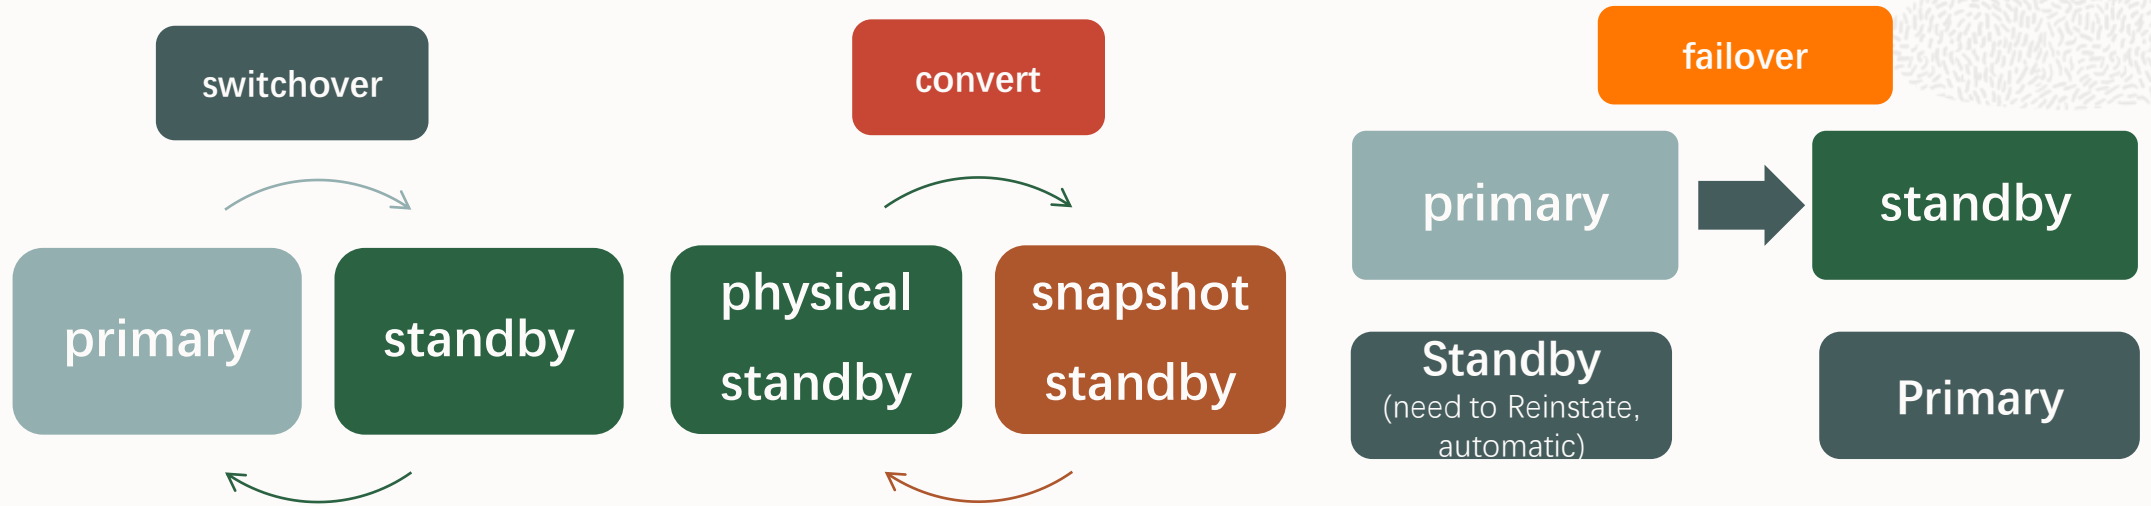 switchover
primary
standby
convert
physical
standby
snapshot
standby
failover
primary
standby
Standby
(need to Reinstate,
automatic)
Primary